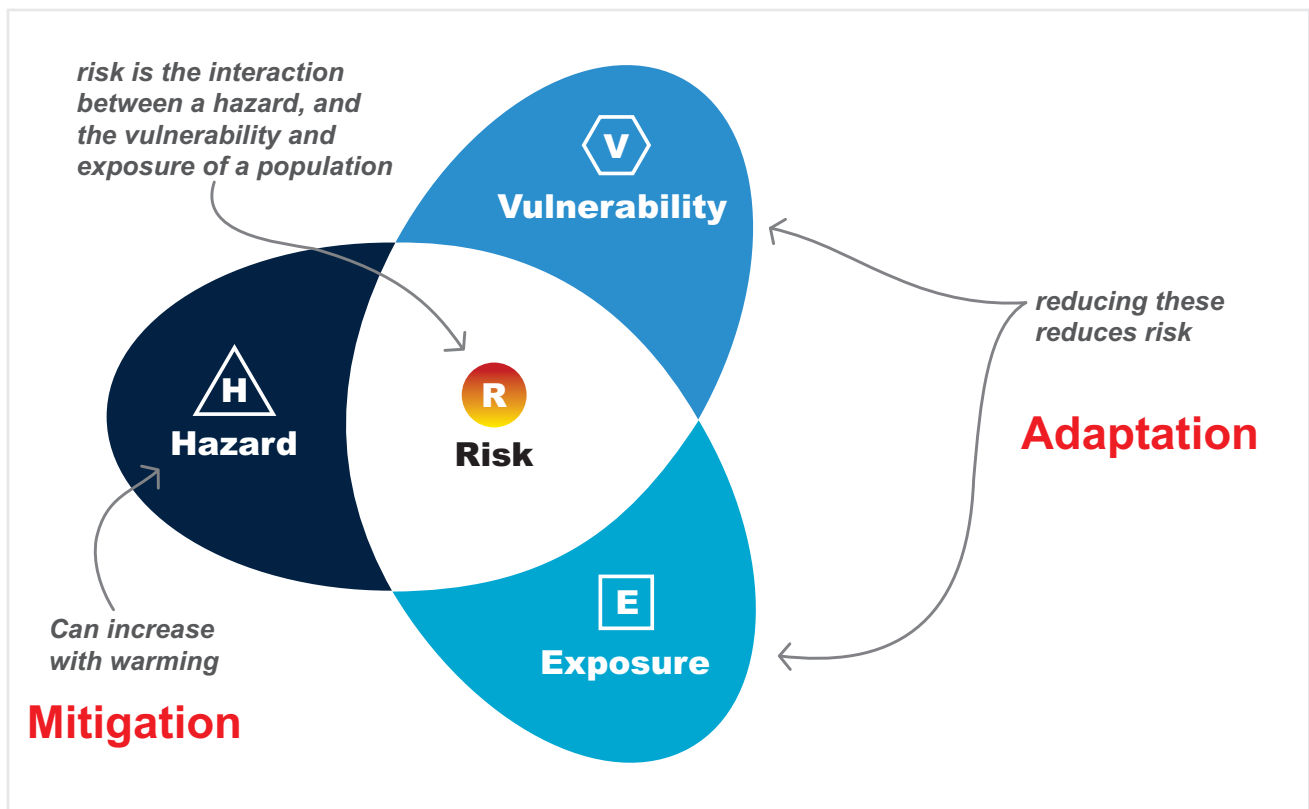 risk is the interaction
between a hazard, and
the vulnerability and
exposure of a population
V
Vulnerability
reducing these
reduces risk
H
Hazard
R
Risk
Adaptation
E
Exposure
Can increase
with warming
Mitigation